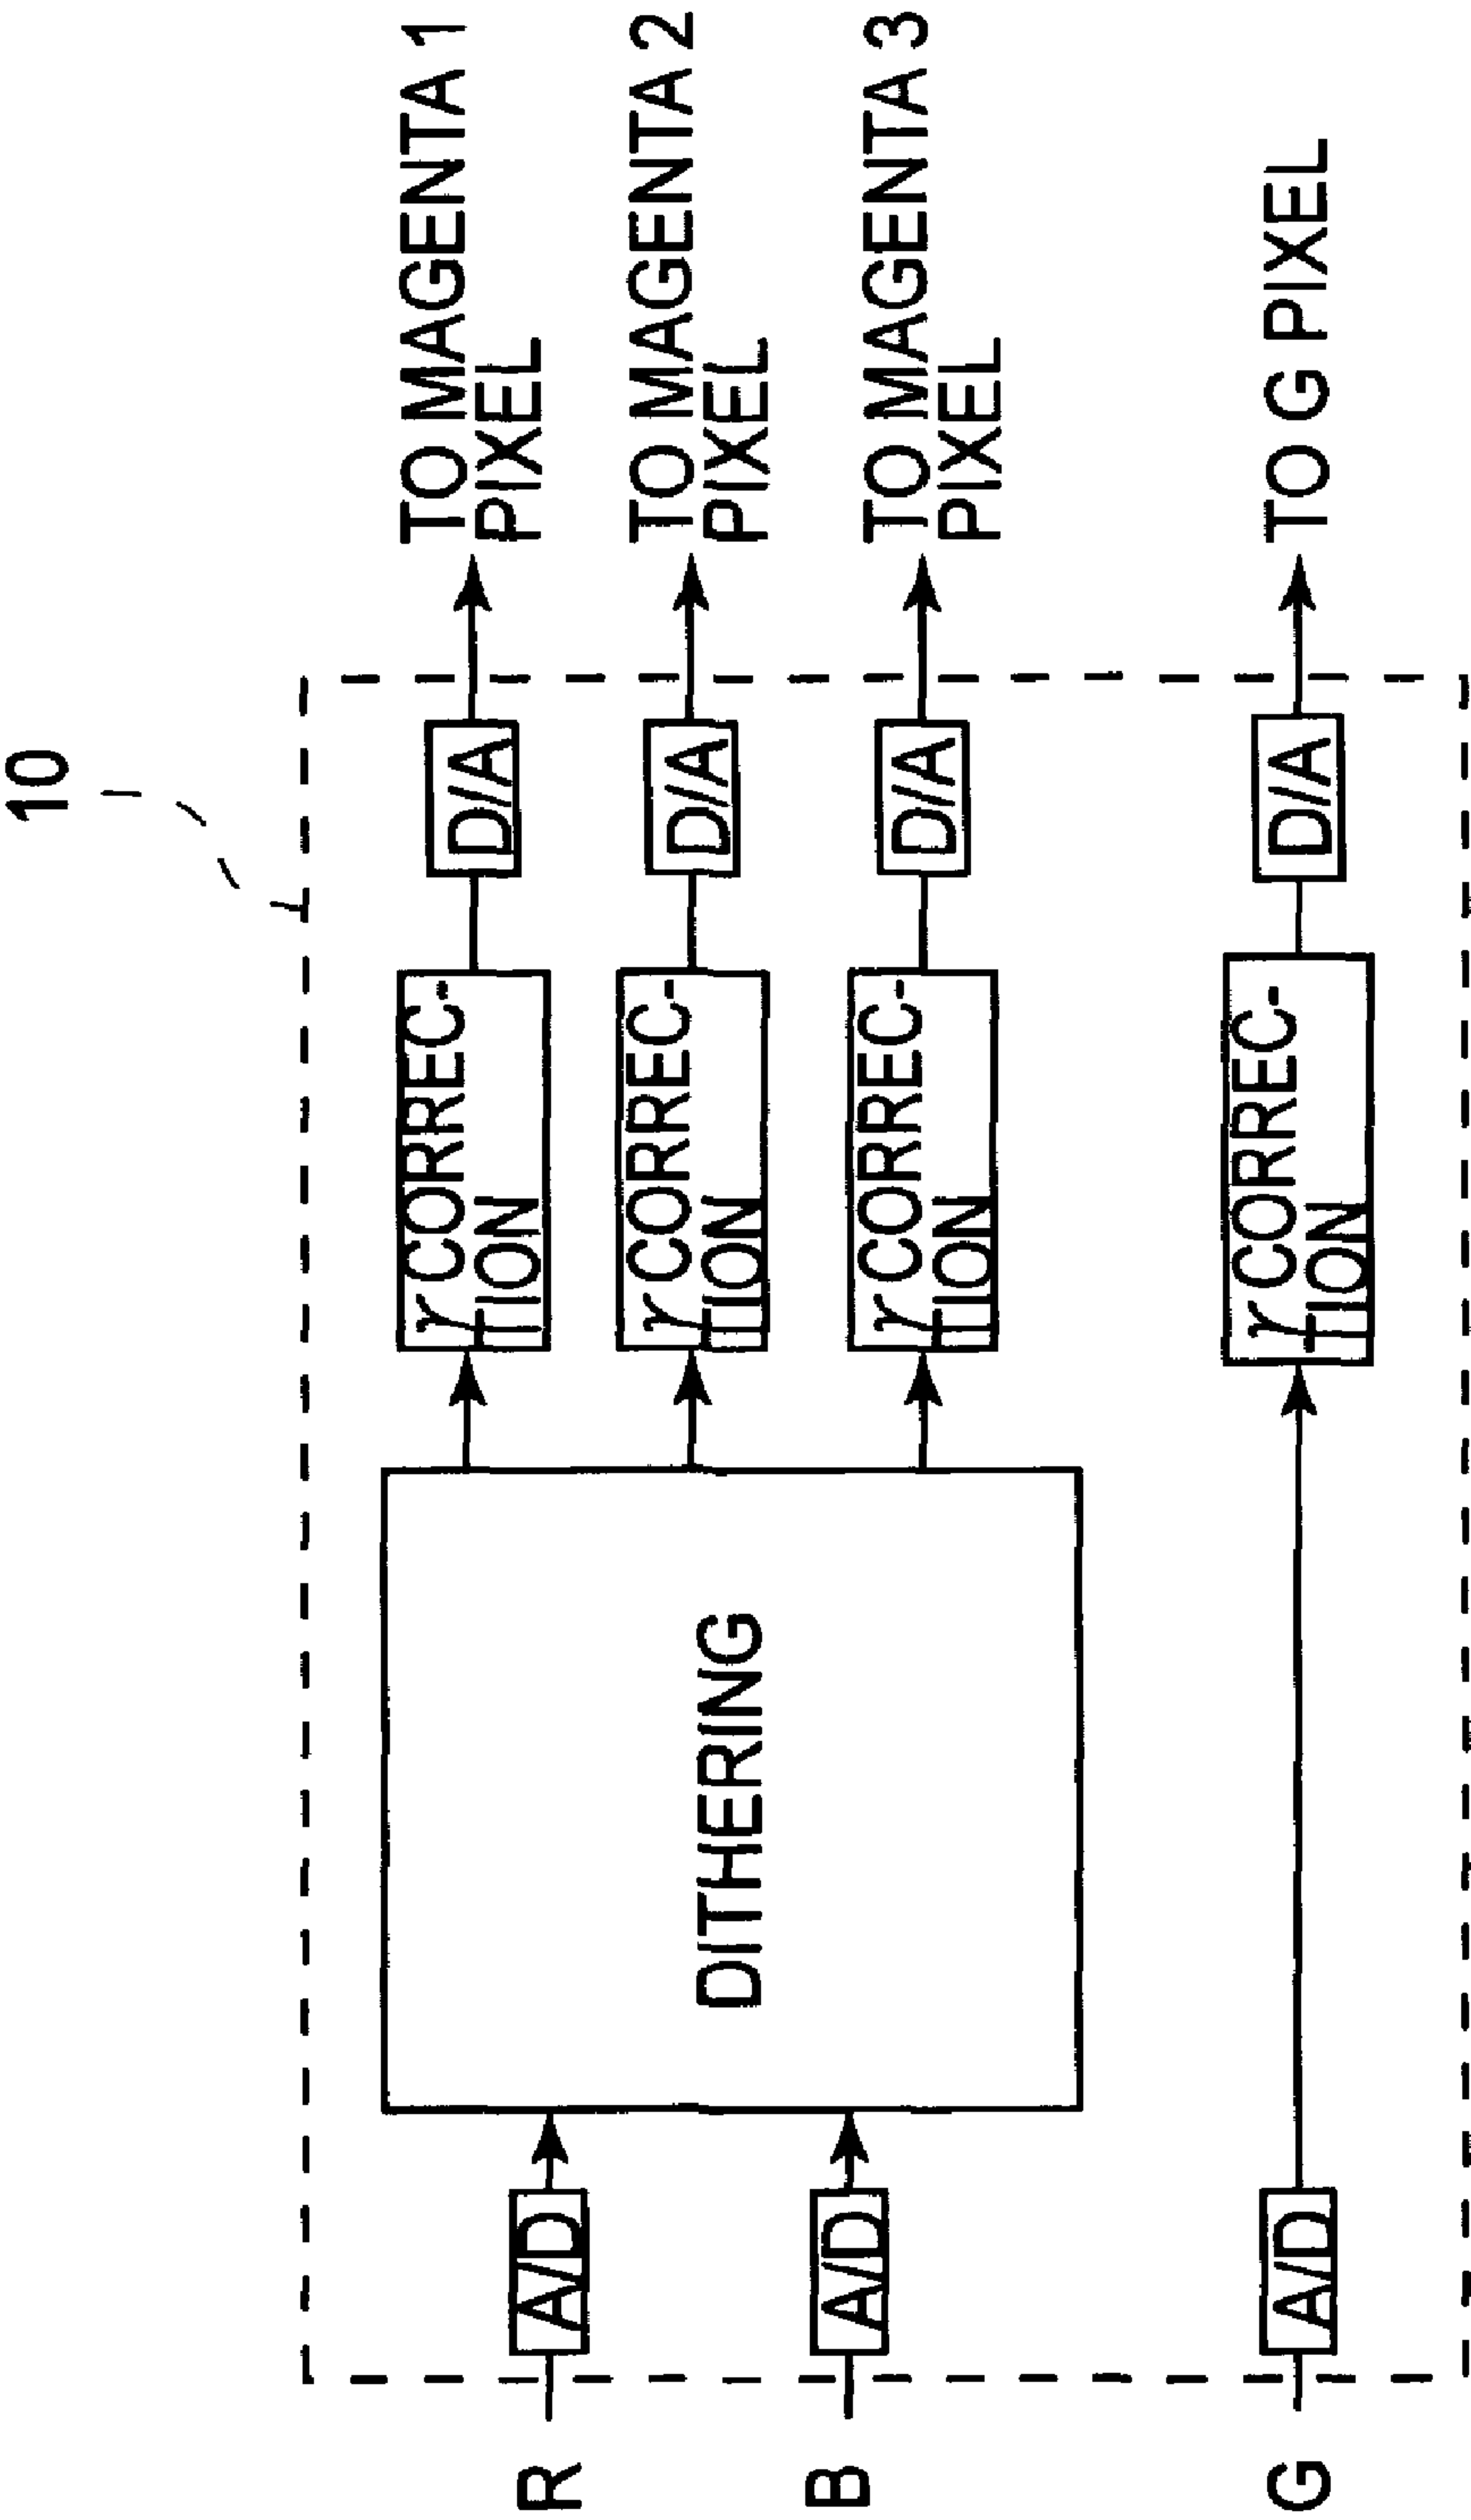 10
R
A/D
B
A/D
DITHERING
γ CORREC-
TION
D/A
TO MAGENTA 1
PIXEL
γ CORREC-
TION
D/A
TO MAGENTA 2
PIXEL
γ CORREC-
TION
D/A
TO MAGENTA 3
PIXEL
G
A/D
γ CORREC-
TION
D/A
TO G PIXEL